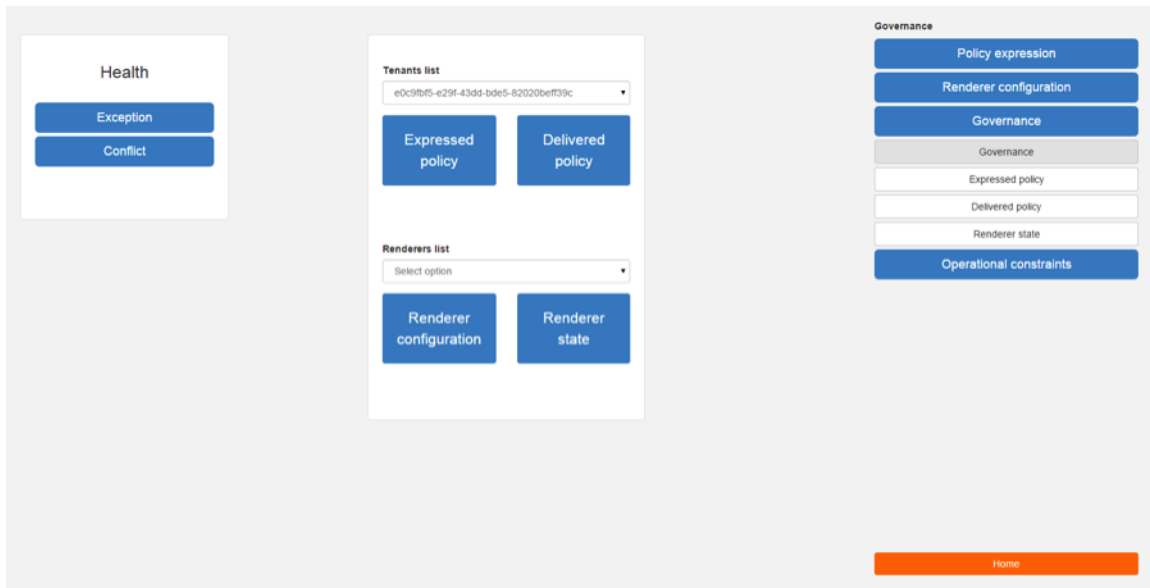 Health
Exception
Conflict
Tenants list
e0c9fbf5-e29f-43dd-bde5-82020beff39c
Expressed
policy
Delivered
policy
Renderers list
Select option
Renderer
configuration
Renderer
state
Governance
Policy expression
Renderer configuration
Governance
Governance
Expressed policy
Delivered policy
Renderer state
Operational constraints
Home